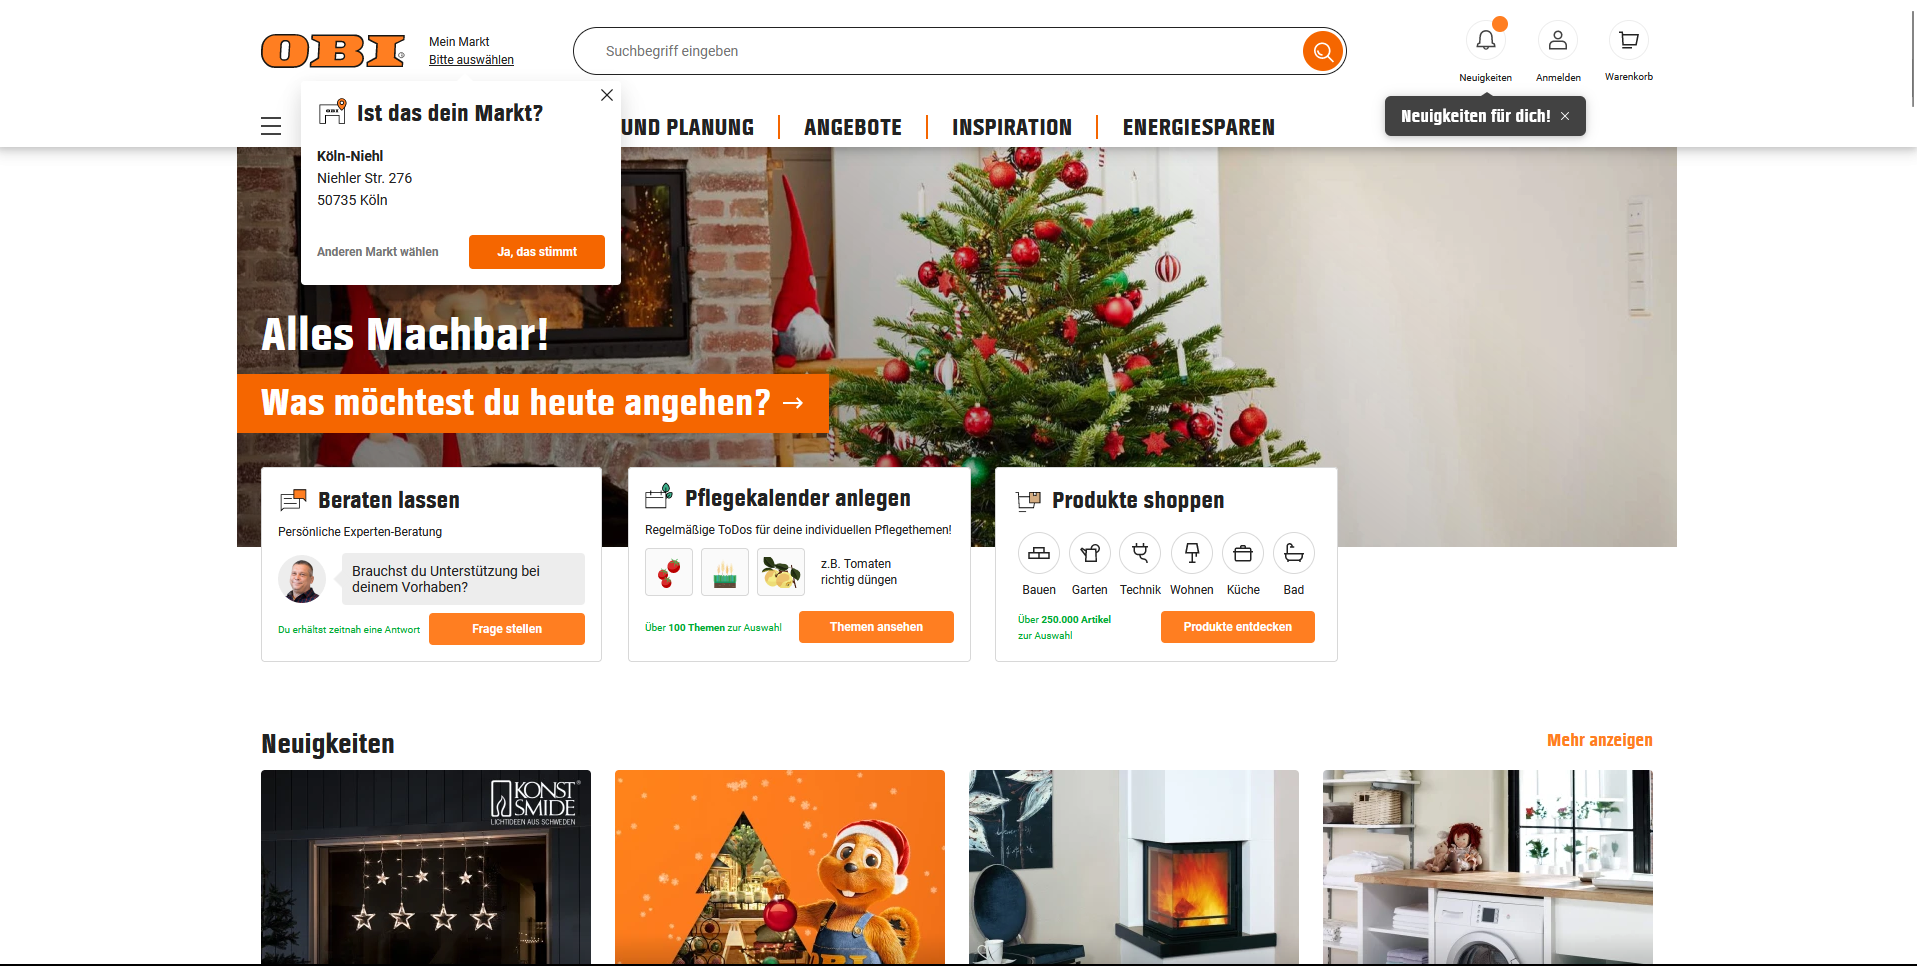 OBI
Mein Markt
Bitte auswählen
Suchbegriff eingeben
Neuigkeiten
Anmelden
Warenkorb
Neuigkeiten für dich!
Ist das dein Markt?
Köln-Niehl
Niehler Str. 276
50735 Köln
Anderen Markt wählen
Ja, das stimmt
UND PLANUNG
ANGEBOTE
INSPIRATION
ENERGIESPAREN
Alles Machbar!
Was möchtest du heute angehen? →
Beraten lassen
Persönliche Experten-Beratung
Brauchst du Unterstützung bei
deinem Vorhaben?
Du erhältst zeitnah eine Antwort
Frage stellen
Pflegekalender anlegen
Regelmäßige ToDos für deine individuellen Pflegethemen!
z.B. Tomaten
richtig düngen
Über 100 Themen zur Auswahl
Themen ansehen
Produkte shoppen
Bauen
Garten
Technik
Wohnen
Küche
Bad
Über 250.000 Artikel
zur Auswahl
Produkte entdecken
Neuigkeiten
Mehr anzeigen
KONST
SMIDE
LICHTIDEEN AUS SCHWEDEN
OBI